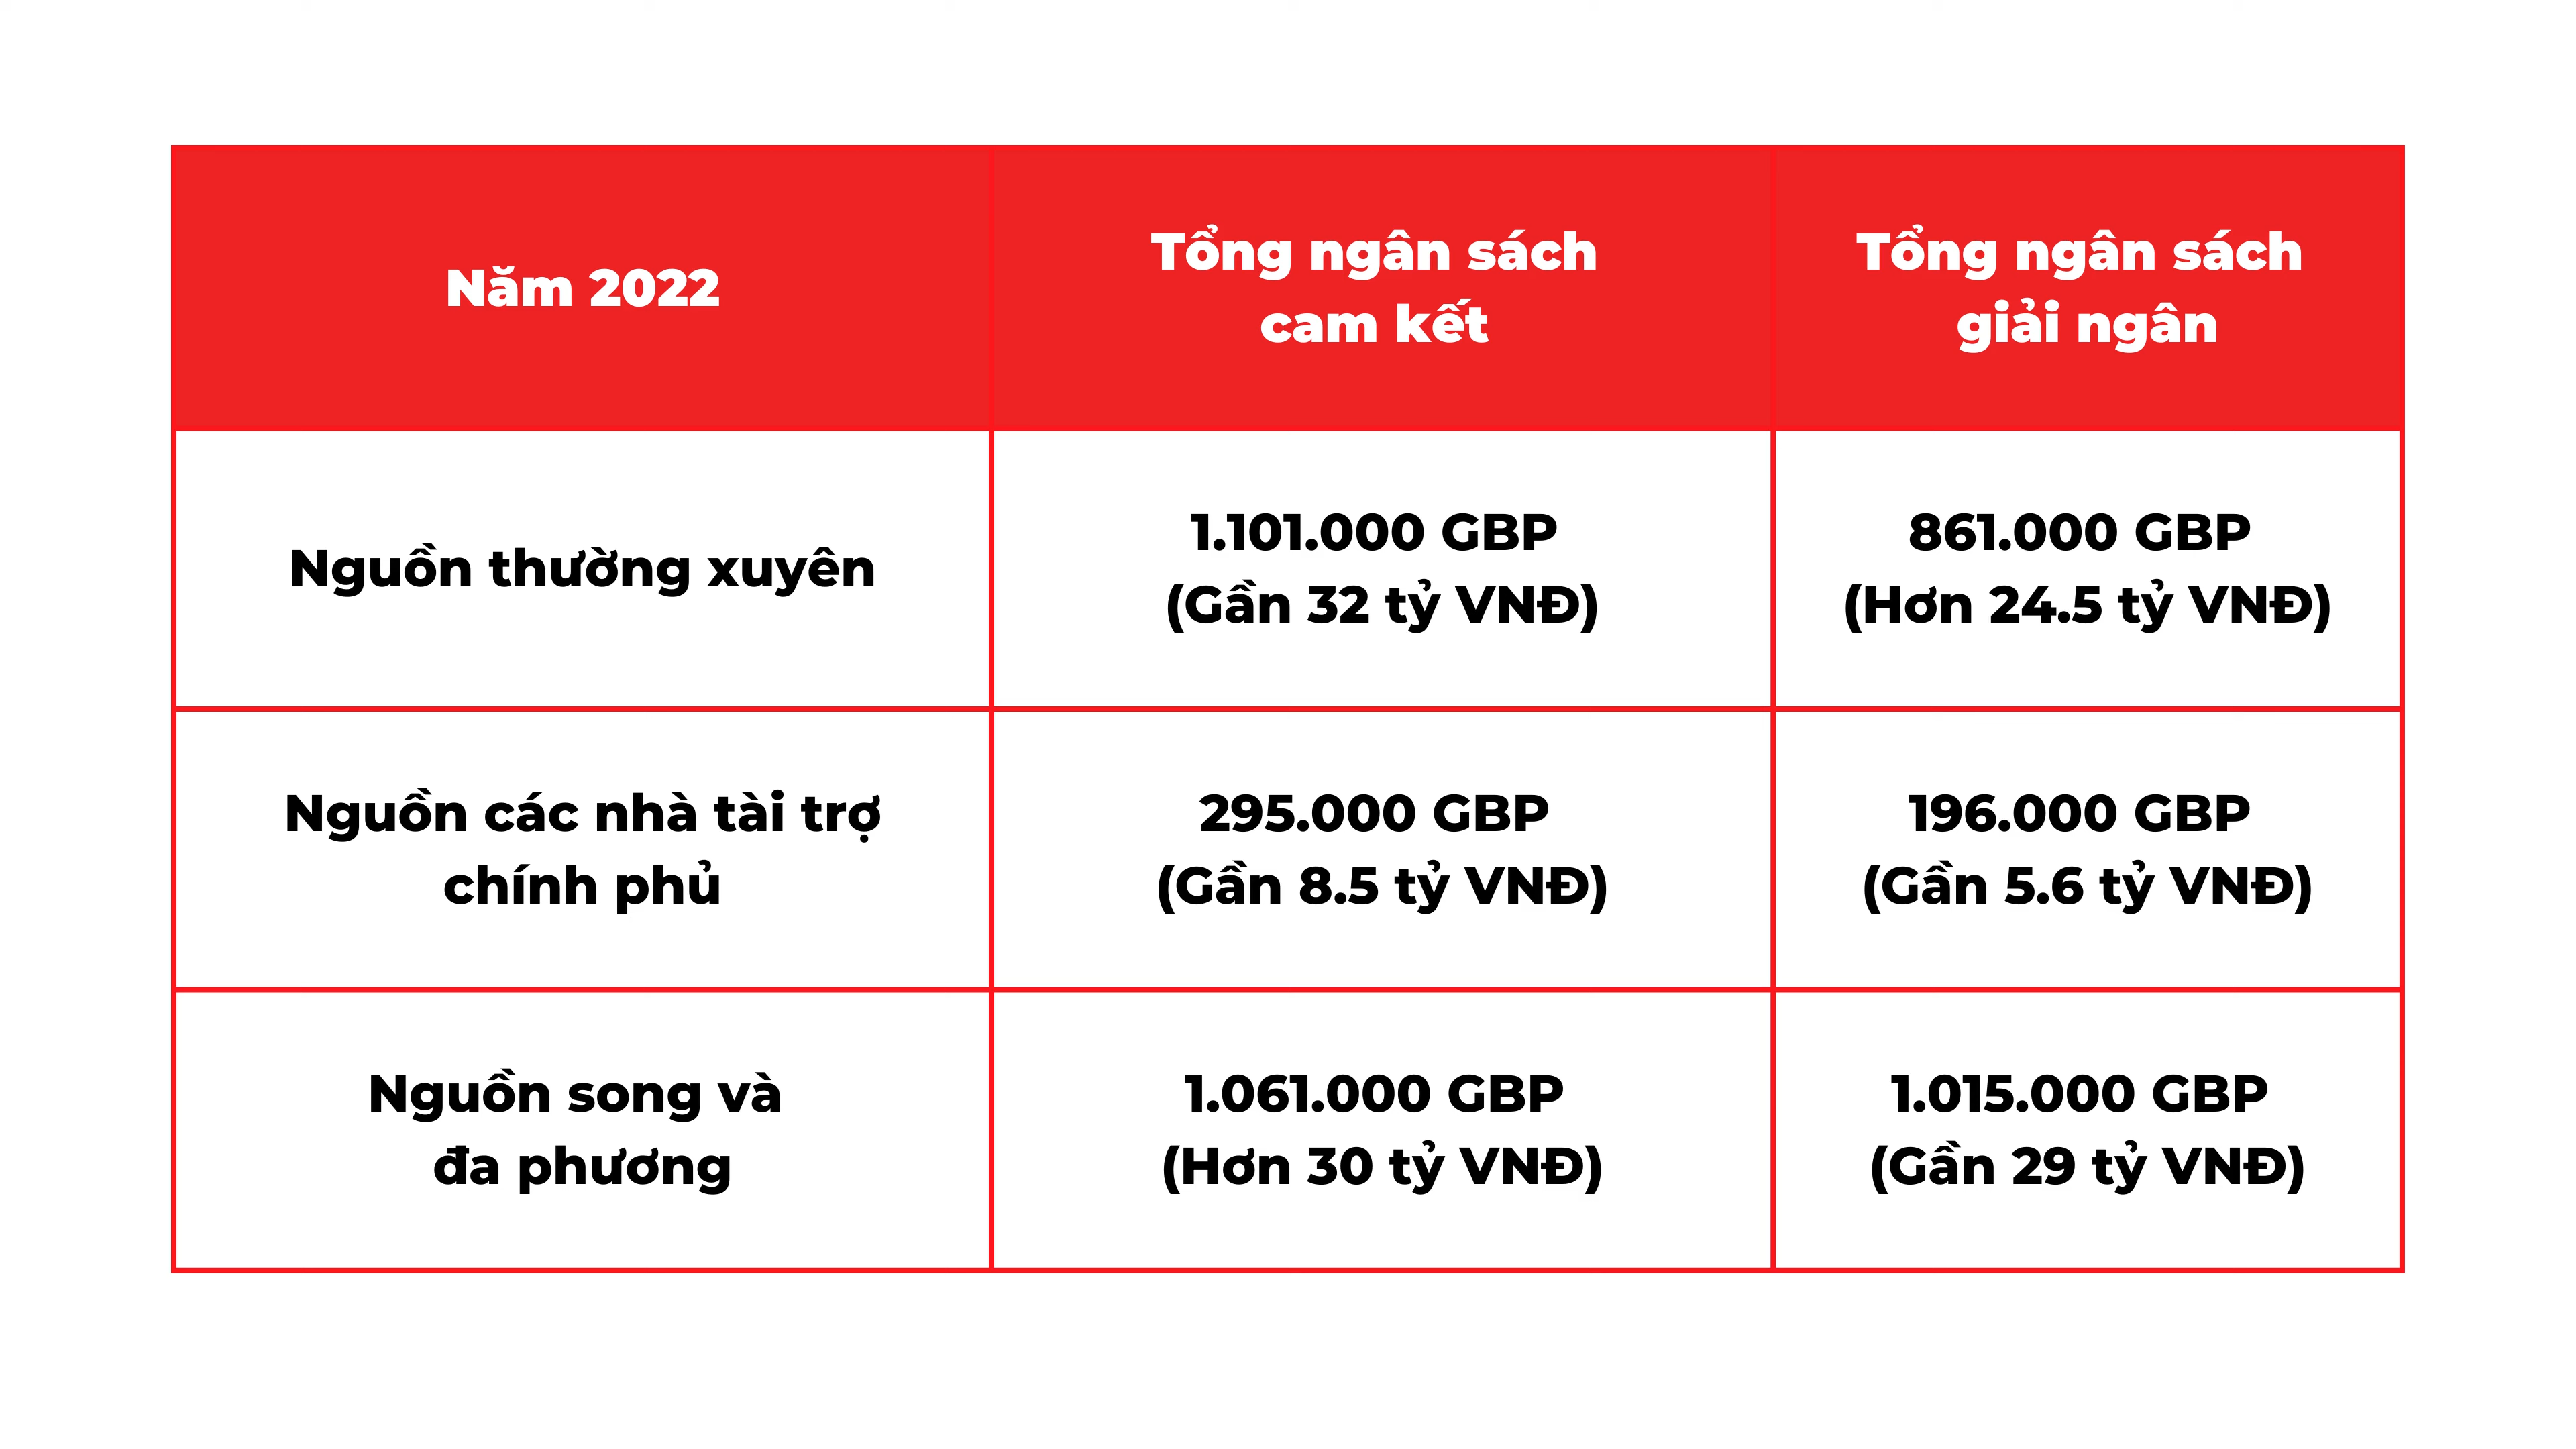 Năm 2022
Tổng ngân sách
cam kết
Tổng ngân sách
giải ngân
Nguồn thường xuyên
1.101.000 GBP
(Gần 32 tỷ VNĐ)
861.000 GBP
(Hơn 24.5 tỷ VNĐ)
Nguồn các nhà tài trợ
chính phủ
295.000 GBP
(Gần 8.5 tỷ VNĐ)
196.000 GBP
(Gần 5.6 tỷ VNĐ)
Nguồn song và
đa phương
1.061.000 GBP
(Hơn 30 tỷ VNĐ)
1.015.000 GBP
(Gần 29 tỷ VNĐ)